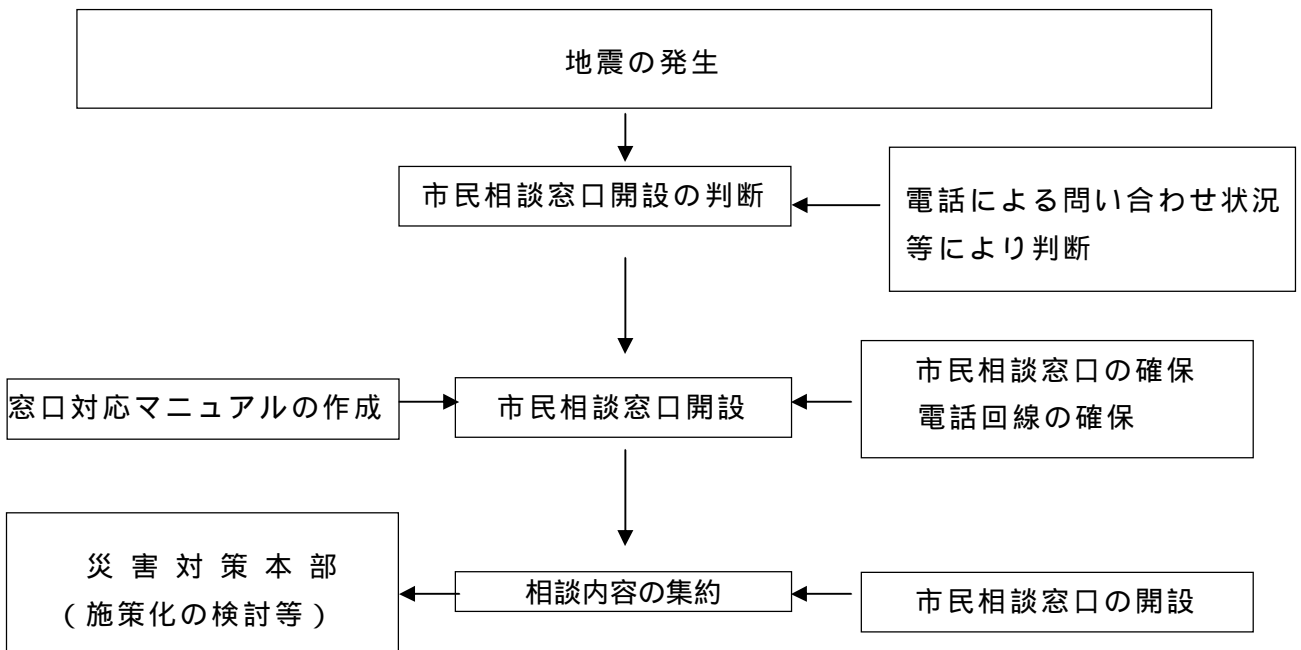 地震の発生
市民相談窓口開設の判断
電話による問い合わせ状況
等により判断
窓口対応マニュアルの作成
市民相談窓口開設
市民相談窓口の確保
電話回線の確保
災害対策本部
(施策化の検討等)
相談内容の集約
市民相談窓口の開設